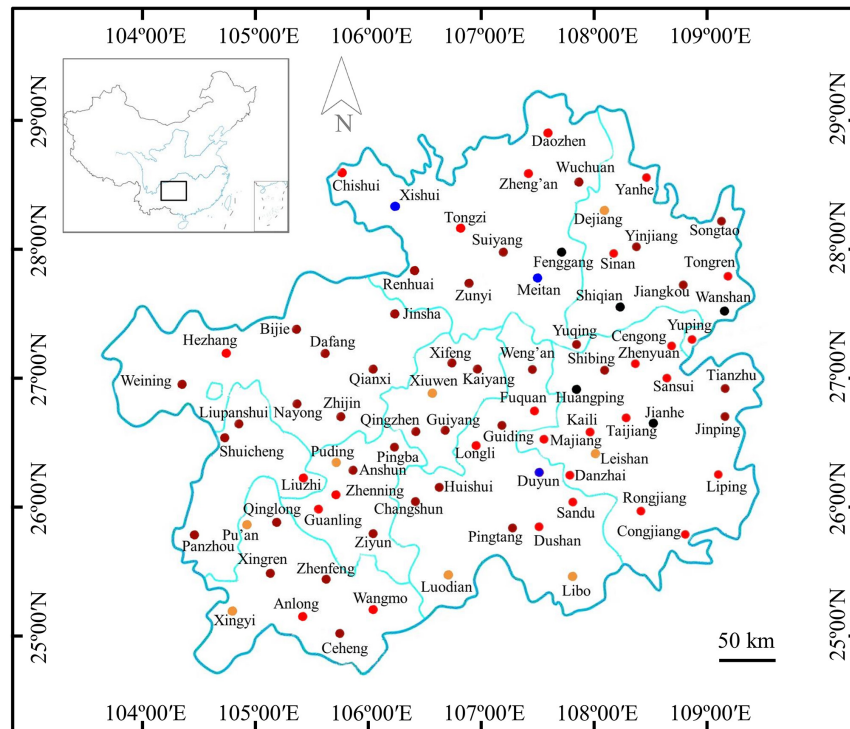 104°00′E 105°00′E 106°00′E 107°00′E 108°00′E 109°00′E
29°00′N
28°00′N
27°00′N
26°00′N
25°00′N
29°00′N
28°00′N
27°00′N
26°00′N
25°00′N
N
Daozhen
Wuchuan
Chishui
Zheng’an
Yanhe
Xishui
Tongzi
Dejiang
Songtao
Suiyang
Yinjiang
Fenggang
Sinan
Tongren
Renhuai
Zunyi
Meitan
Shiqian
Jiangkou
Wanshan
Jinsha
Bijie
Hezhang
Dafang
Yuqing
Cengong
Yuping
Xifeng
Weng’an
Shibing
Zhenyuan
Weining
Qianxi
Xiuwen
Kaiyang
Sansui
Tianzhu
Liupanshui
Nayong
Zhijin
Fuquan
Huangping
Qingzhen
Guiyang
Kaili
Jianhe
Shuicheng
Guiding
Taijiang
Jinping
Puding
Pingba
Longli
Majiang
Leishan
Anshun
Liuzhi
Duyun
Danzhai
Zhenning
Huishui
Liping
Qinglong
Guanling
Changshun
Rongjiang
Sandu
Pu’an
Panzhou
Ziyun
Pingtang
Dushan
Congjiang
Xingren
Zhenfeng
Luodian
Libo
Anlong
Wangmo
Xingyi
Ceheng
50 km
104°00′E 105°00′E 106°00′E 107°00′E 108°00′E 109°00′E